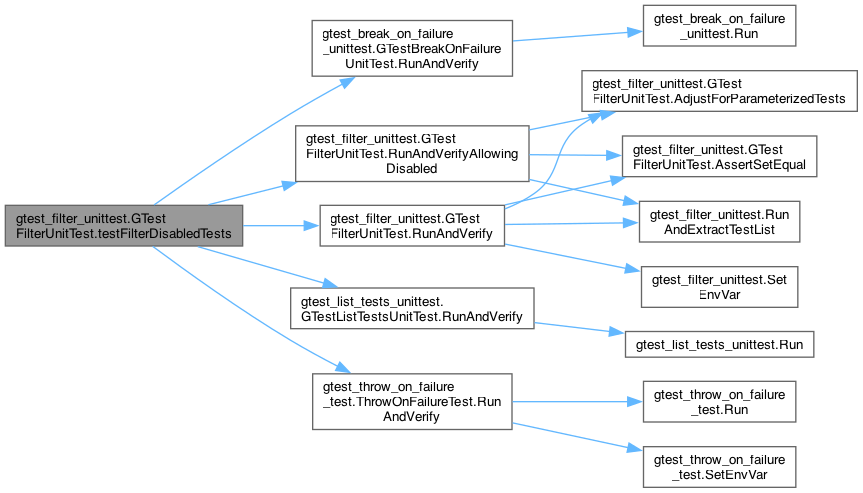 gtest_break_on_failure
_unittest.GTestBreakOnFailure
UnitTest.RunAndVerify
gtest_break_on_failure
_unittest.Run
gtest_filter_unittest.GTest
FilterUnitTest.AdjustForParameterizedTests
gtest_filter_unittest.GTest
FilterUnitTest.RunAndVerifyAllowing
Disabled
gtest_filter_unittest.GTest
FilterUnitTest.AssertSetEqual
gtest_filter_unittest.GTest
FilterUnitTest.testFilterDisabledTests
gtest_filter_unittest.GTest
FilterUnitTest.RunAndVerify
gtest_filter_unittest.Run
AndExtractTestList
gtest_filter_unittest.Set
EnvVar
gtest_list_tests_unittest.
GTestListTestsUnitTest.RunAndVerify
gtest_list_tests_unittest.Run
gtest_throw_on_failure
_test.ThrowOnFailureTest.Run
AndVerify
gtest_throw_on_failure
_test.Run
gtest_throw_on_failure
_test.SetEnvVar